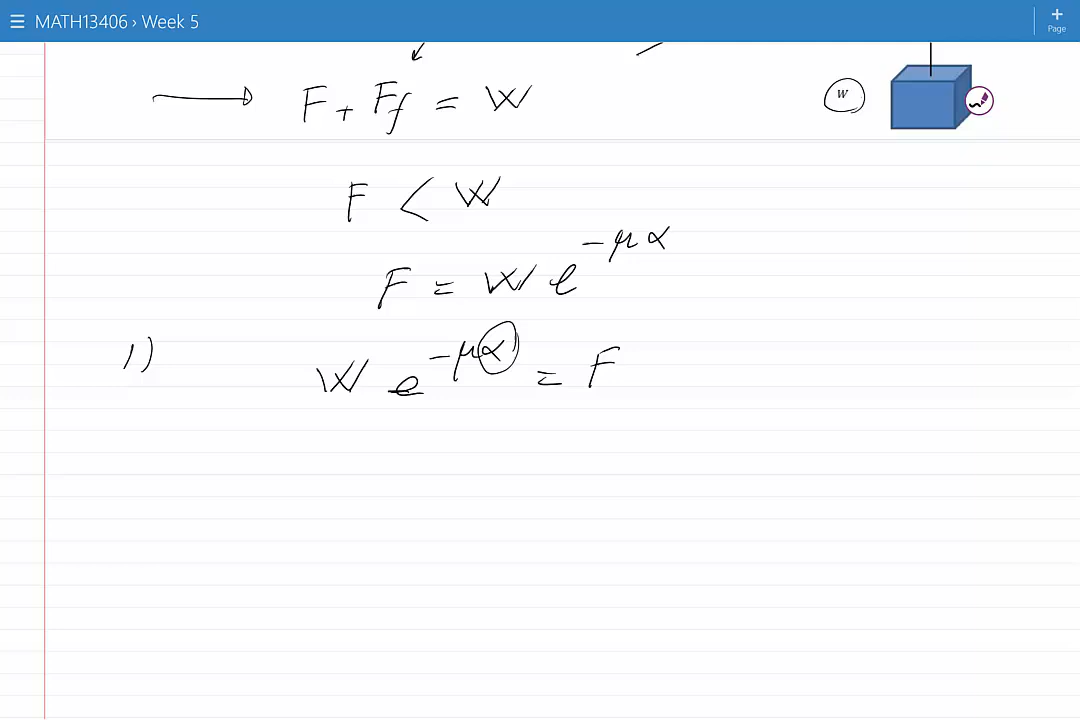 ☰ MATH13406 › Week 5
+ Page
⟶ F + Ff = W
W
F < W
F = W e^{-μα}
1) W e^{-μα} = F